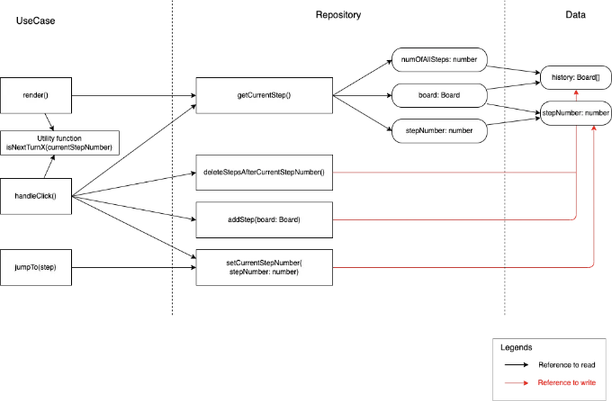 UseCase
Repository
Data
numOfAllSteps: number
history: Board[]
render()
getCurrentStep()
board: Board
stepNumber: number
stepNumber: number
Utility function
isNextTurnX(currentStepNumber)
deleteStepsAfterCurrentStepNumber()
handleClick()
addStep(board: Board)
jumpTo(step)
setCurrentStepNumber(
stepNumber: number)
Legends
Reference to read
Reference to write